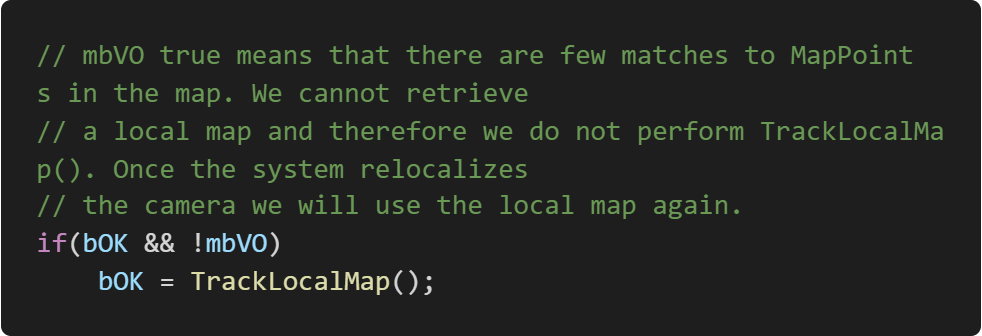 // mbVO true means that there are few matches to MapPoint
s in the map. We cannot retrieve
// a local map and therefore we do not perform TrackLocalMa
p(). Once the system relocalizes
// the camera we will use the local map again.
if(bOK && !mbVO)
    bOK = TrackLocalMap();